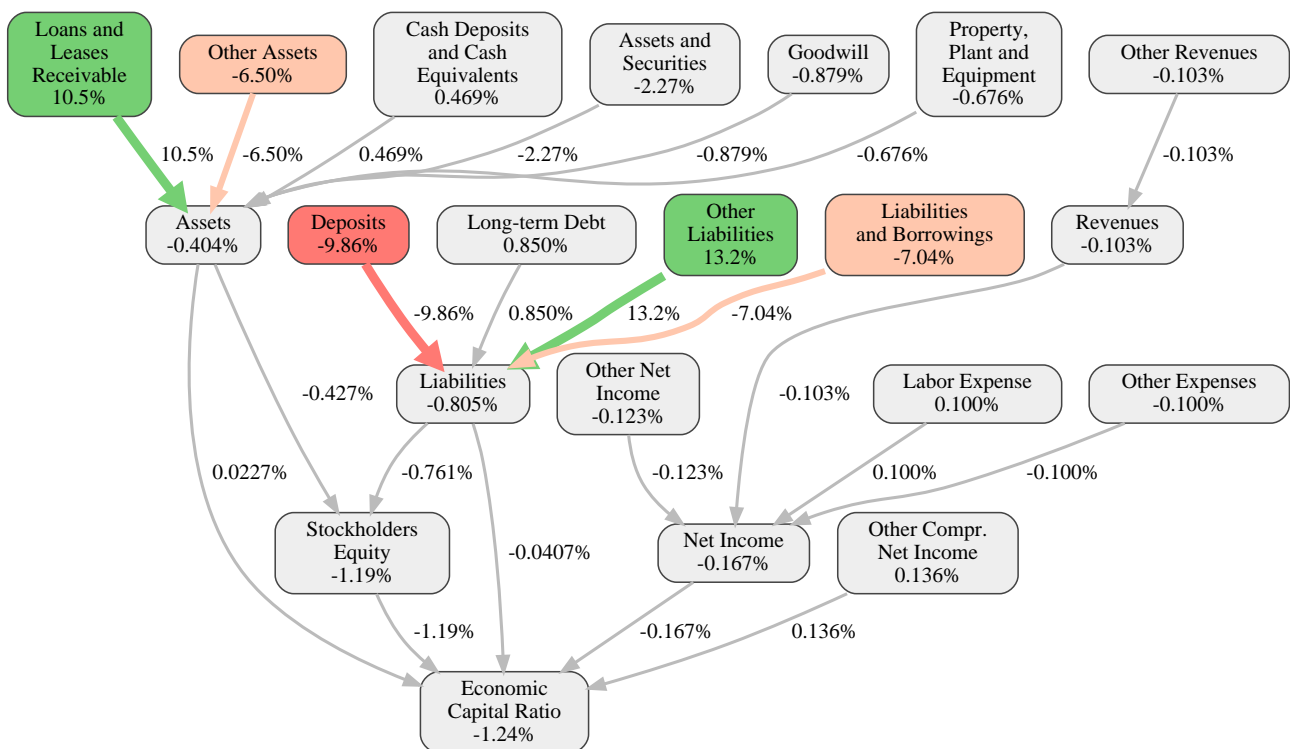 Loans and
Leases
Receivable
10.5%
Other Assets
-6.50%
Cash Deposits
and Cash
Equivalents
0.469%
Assets and
Securities
-2.27%
Goodwill
-0.879%
Property,
Plant and
Equipment
-0.676%
Other Revenues
-0.103%
10.5%
-6.50%
0.469%
-2.27%
-0.879%
-0.676%
-0.103%
Assets
-0.404%
Deposits
-9.86%
Long-term Debt
0.850%
Other
Liabilities
13.2%
Liabilities
and Borrowings
-7.04%
Revenues
-0.103%
-9.86%
0.850%
13.2%
-7.04%
Liabilities
-0.805%
Other Net
Income
-0.123%
-0.427%
-0.103%
Labor Expense
0.100%
Other Expenses
-0.100%
0.0227%
-0.761%
-0.123%
0.100%
-0.100%
Stockholders
Equity
-1.19%
-0.0407%
Net Income
-0.167%
Other Compr.
Net Income
0.136%
-1.19%
-0.167%
0.136%
Economic
Capital Ratio
-1.24%